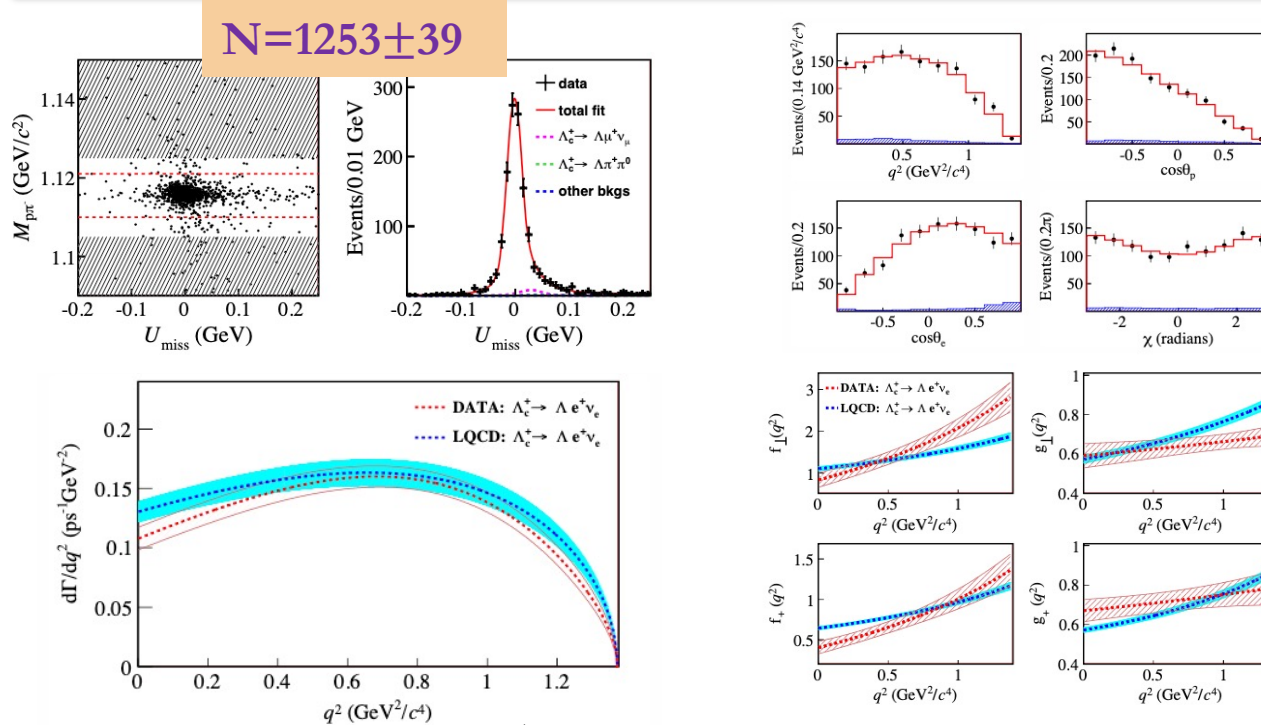 N=1253±39
1.14
1.12
1.1
M_pπ⁻ (GeV/c²)
-0.2 -0.1 0 0.1 0.2
U_miss (GeV)
300
200
100
Events/0.01 GeV
data
total fit
Λc⁺→ Λμ⁺νμ
Λc⁺→ Λπ⁺π⁰
other bkgs
-0.2 -0.1 0 0.1 0.2
U_miss (GeV)
Events/(0.14 GeV²/c⁴)
150
100
50
0.5 1
q² (GeV²/c⁴)
Events/0.2
200
150
100
50
-0.5 0 0.5
cosθp
Events/0.2
150
100
50
-0.5 0 0.5
cosθe
Events/(0.2π)
150
100
50
-2 0 2
χ (radians)
dΓ/dq² (ps⁻¹GeV⁻²)
0.2
0.15
0.1
0.05
0
DATA: Λc⁺→ Λ e⁺νe
LQCD: Λc⁺→ Λ e⁺νe
0 0.2 0.4 0.6 0.8 1 1.2
q² (GeV²/c⁴)
f⊥(q²)
3
2
1
DATA: Λc⁺→ Λ e⁺νe
LQCD: Λc⁺→ Λ e⁺νe
0 0.5 1
q² (GeV²/c⁴)
g⊥(q²)
1
0.8
0.6
0.4
0 0.5 1
q² (GeV²/c⁴)
f₊(q²)
1.5
1
0.5
0 0.5 1
q² (GeV²/c⁴)
g₊(q²)
1
0.8
0.6
0.4
0 0.5 1
q² (GeV²/c⁴)